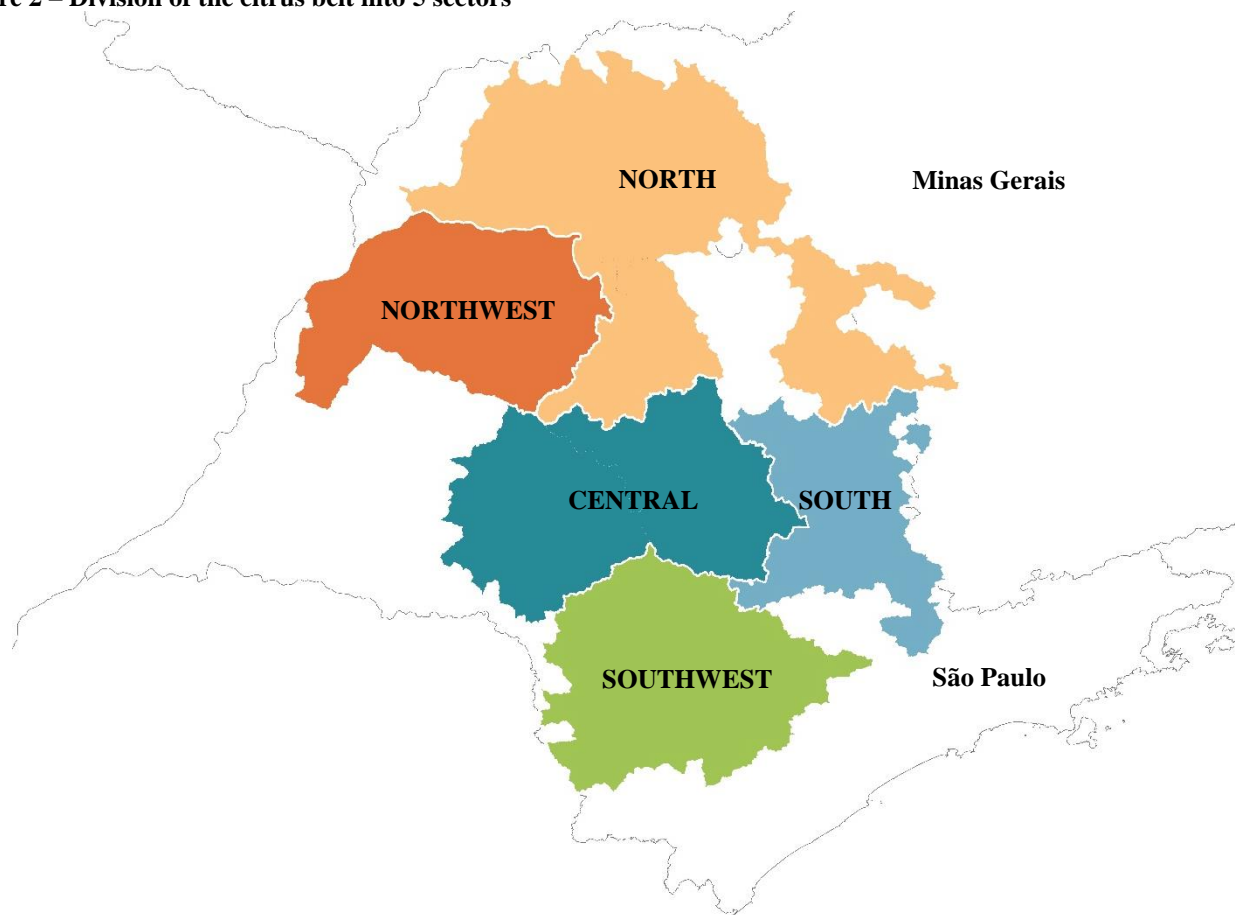 re 2 – Division of the citrus belt into 5 sectors
NORTH
Minas Gerais
NORTHWEST
CENTRAL
SOUTH
SOUTHWEST
São Paulo